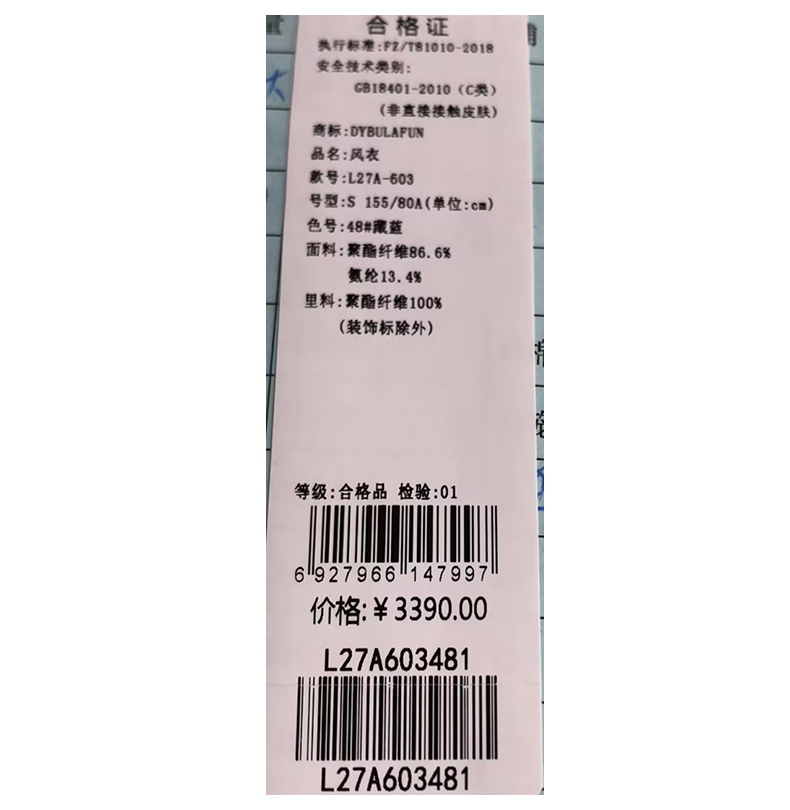 合格证
执行标准:FZ/T81010-2018
安全技术类别:
GB18401-2010(C类)
(非直接接触皮肤)
商标:DYBULAFUN
品名:风衣
款号:L27A-603
号型:S 155/80A(单位:cm)
色号:48#藏蓝
面料:聚酯纤维86.6%
氨纶13.4%
里料:聚酯纤维100%
(装饰标除外)
等级:合格品 检验:01
6 927966 147997
价格:¥3390.00
L27A603481
L27A603481